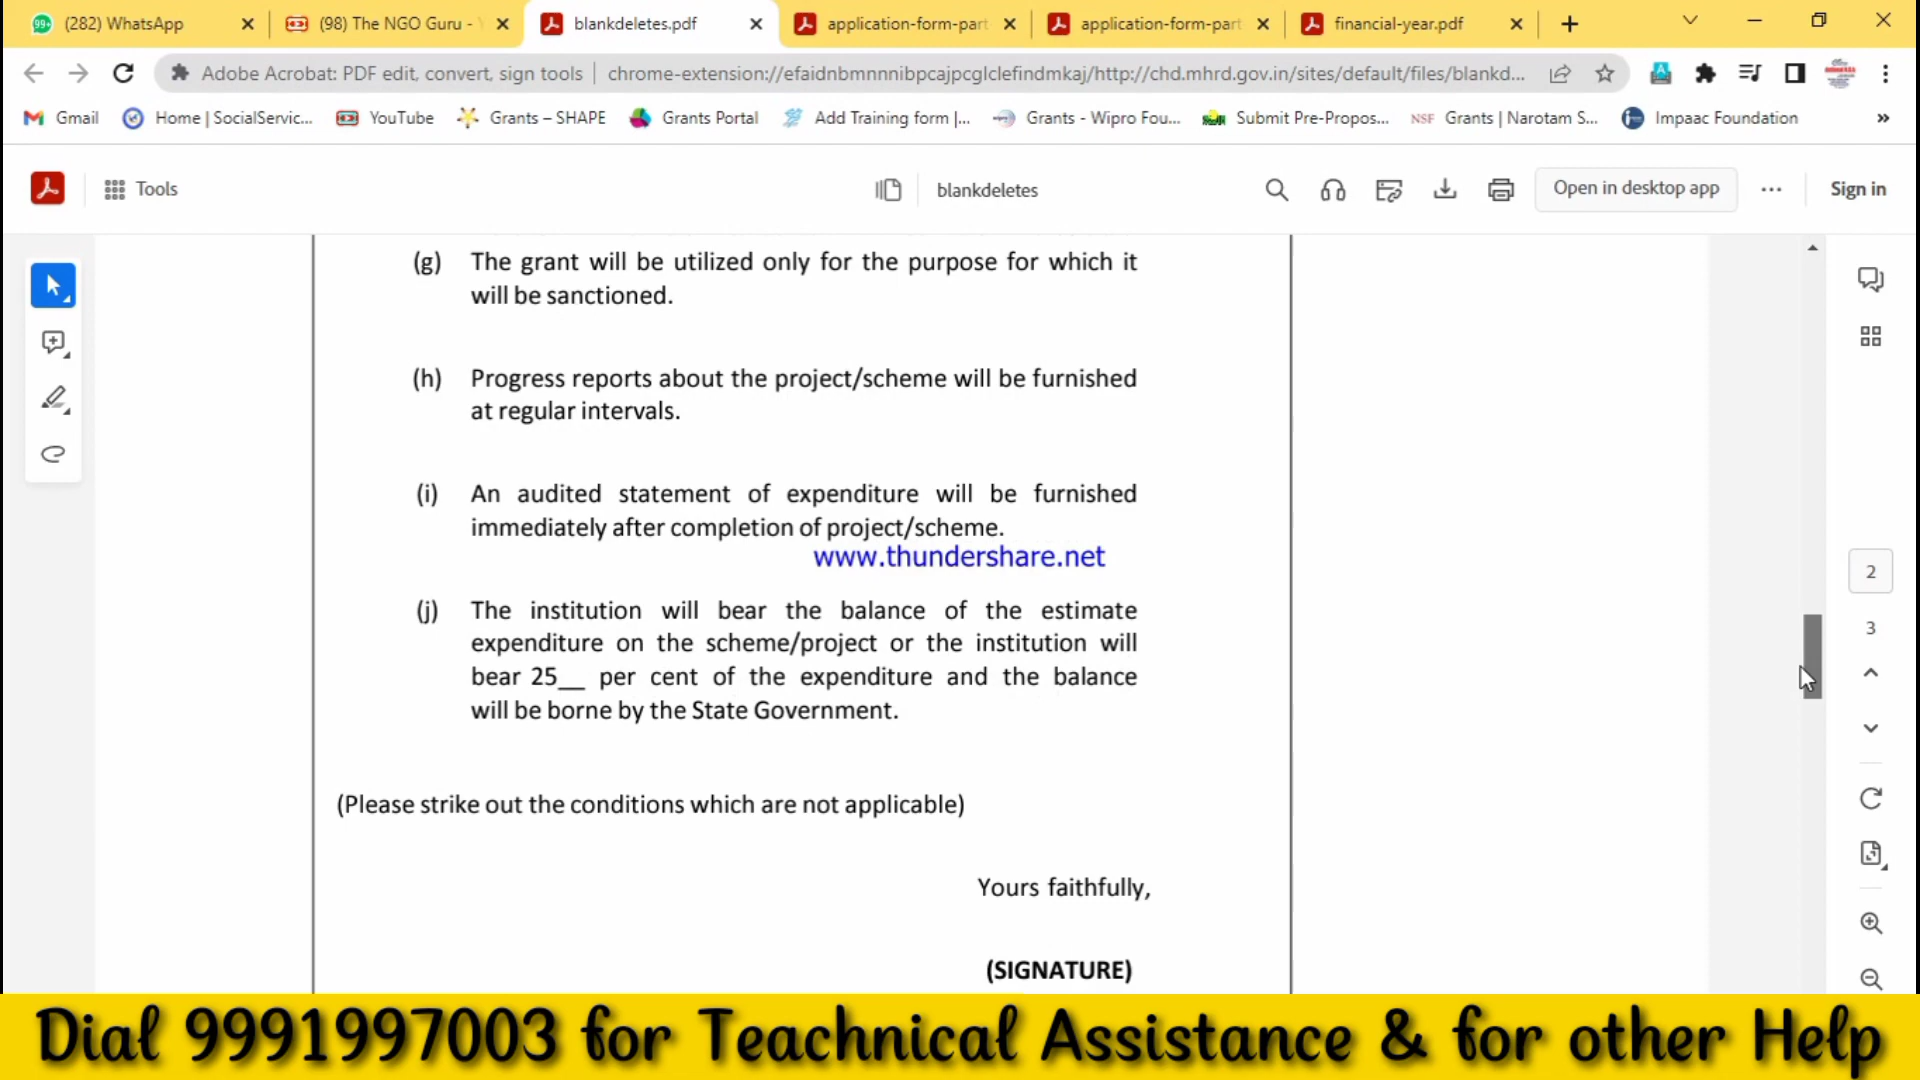 99+ (282) WhatsApp
(98) The NGO Guru -
blankdeletes.pdf
application-form-part
application-form-part
financial-year.pdf
Adobe Acrobat: PDF edit, convert, sign tools
chrome-extension://efaidnbmnnnibpcajpcglclefindmkaj/http://chd.mhrd.gov.in/sites/default/files/blankd...
Gmail
Home | SocialServic...
YouTube
Grants – SHAPE
Grants Portal
Add Training form |...
Grants - Wipro Fou...
Submit Pre-Propos...
NSF Grants | Narotam S...
Impaac Foundation
»
Tools
blankdeletes
Open in desktop app
Sign in
(g) The grant will be utilized only for the purpose for which it
will be sanctioned.
(h) Progress reports about the project/scheme will be furnished
at regular intervals.
(i) An audited statement of expenditure will be furnished
immediately after completion of project/scheme.
www.thundershare.net
(j) The institution will bear the balance of the estimate
expenditure on the scheme/project or the institution will
bear 25__ per cent of the expenditure and the balance
will be borne by the State Government.
(Please strike out the conditions which are not applicable)
Yours faithfully,
(SIGNATURE)
2
3
Dial 9991997003 for Teachnical Assistance & for other Help